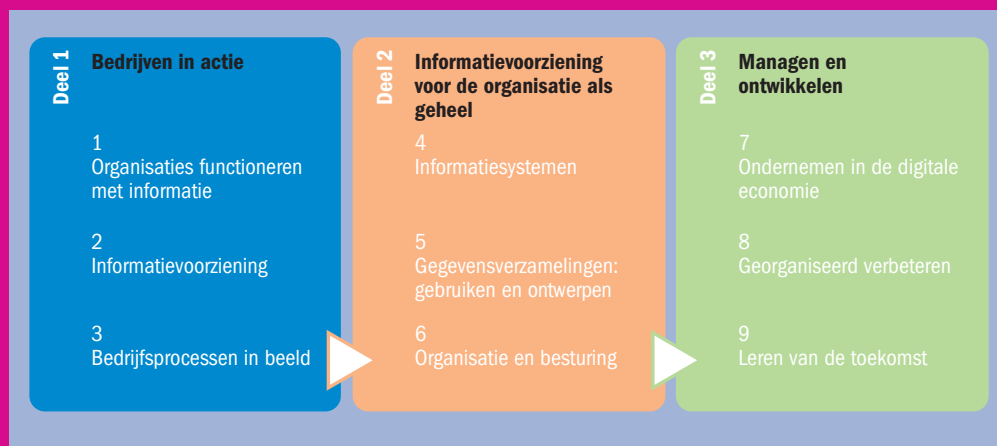 Deel 1
Bedrijven in actie
1
Organisaties functioneren
met informatie
2
Informatievoorziening
3
Bedrijfsprocessen in beeld
Deel 2
Informatievoorziening
voor de organisatie als
geheel
4
Informatiesystemen
5
Gegevensverzamelingen:
gebruiken en ontwerpen
6
Organisatie en besturing
Deel 3
Managen en
ontwikkelen
7
Ondernemen in de digitale
economie
8
Georganiseerd verbeteren
9
Leren van de toekomst